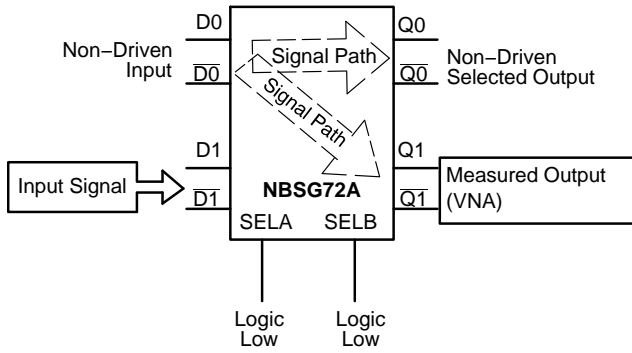 D0
Q0
Non−Driven
Input
Signal Path
Non−Driven
Selected Output
D0
Q0
Signal Path
D1
Q1
Input Signal
NBSG72A
Measured Output
(VNA)
D1
Q1
SELA
SELB
Logic
Low
Logic
Low